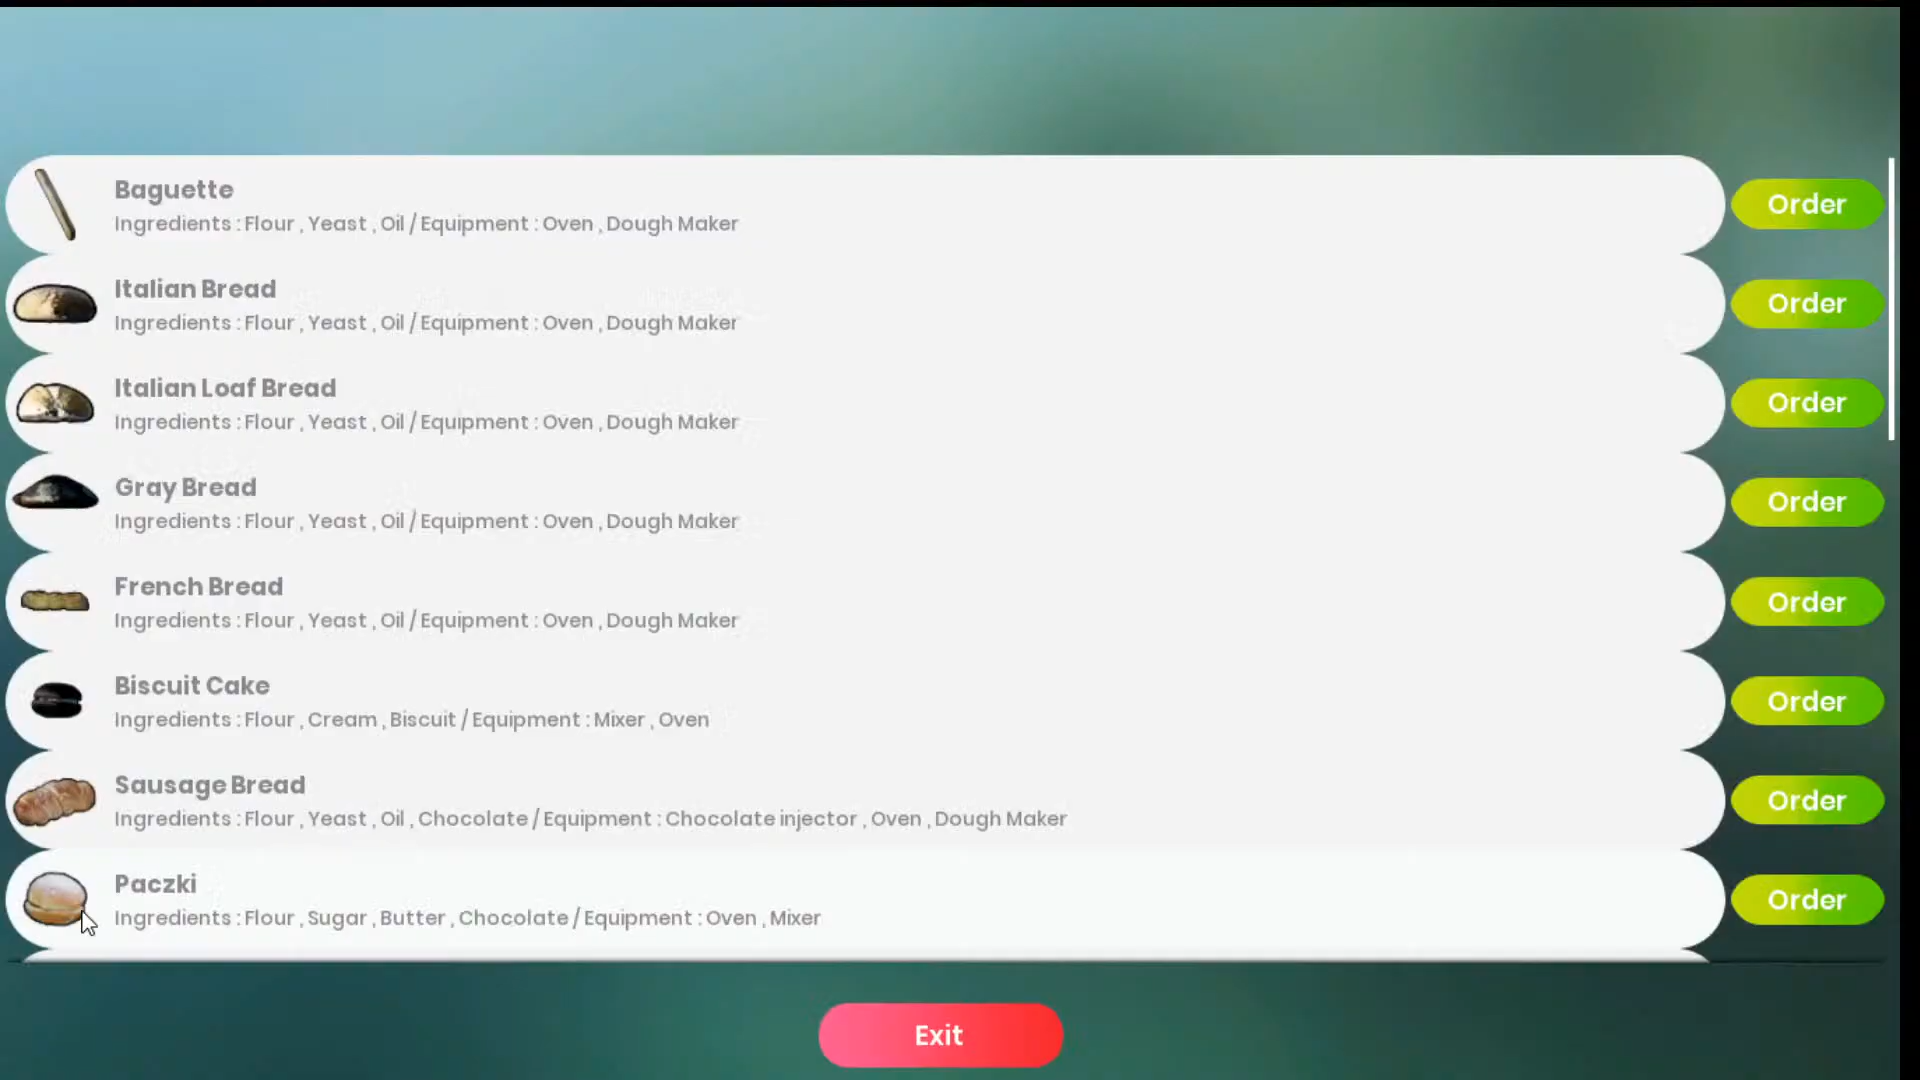 Baguette
Ingredients : Flour , Yeast , Oil / Equipment : Oven , Dough Maker
Order
Italian Bread
Ingredients : Flour , Yeast , Oil / Equipment : Oven , Dough Maker
Order
Italian Loaf Bread
Ingredients : Flour , Yeast , Oil / Equipment : Oven , Dough Maker
Order
Gray Bread
Ingredients : Flour , Yeast , Oil / Equipment : Oven , Dough Maker
Order
French Bread
Ingredients : Flour , Yeast , Oil / Equipment : Oven , Dough Maker
Order
Biscuit Cake
Ingredients : Flour , Cream , Biscuit / Equipment : Mixer , Oven
Order
Sausage Bread
Ingredients : Flour , Yeast , Oil , Chocolate / Equipment : Chocolate injector , Oven , Dough Maker
Order
Paczki
Ingredients : Flour , Sugar , Butter , Chocolate / Equipment : Oven , Mixer
Order
Exit